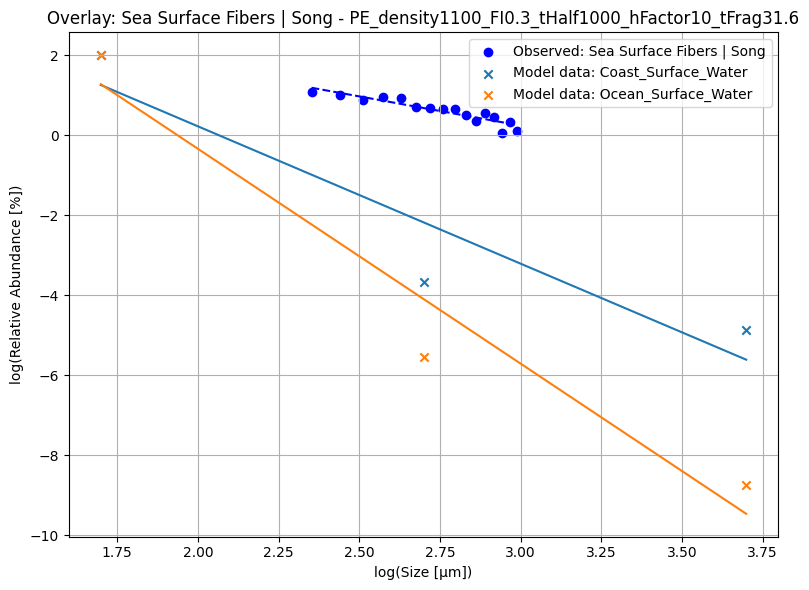 Overlay: Sea Surface Fibers | Song - PE_density1100_FI0.3_tHalf1000_hFactor10_tFrag31.6
Observed: Sea Surface Fibers | Song
Model data: Coast_Surface_Water
Model data: Ocean_Surface_Water
log(Relative Abundance [%])
2
0
−2
−4
−6
−8
−10
1.75
2.00
2.25
2.50
2.75
3.00
3.25
3.50
3.75
log(Size [µm])